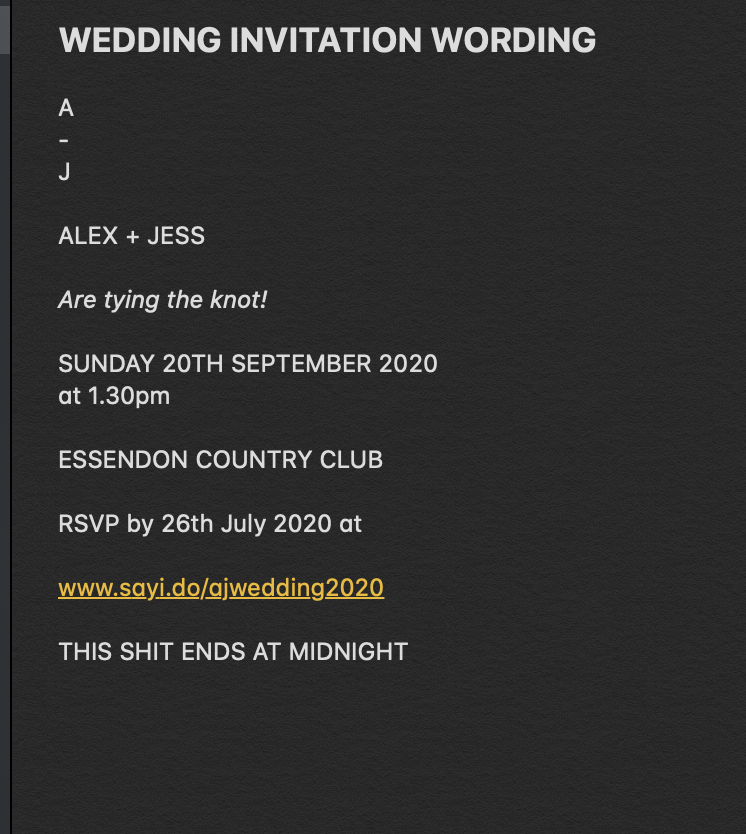 WEDDING INVITATION WORDING
A
-
J
ALEX + JESS
Are tying the knot!
SUNDAY 20TH SEPTEMBER 2020
at 1.30pm
ESSENDON COUNTRY CLUB
RSVP by 26th July 2020 at
www.sayi.do/ajwedding2020
THIS SHIT ENDS AT MIDNIGHT